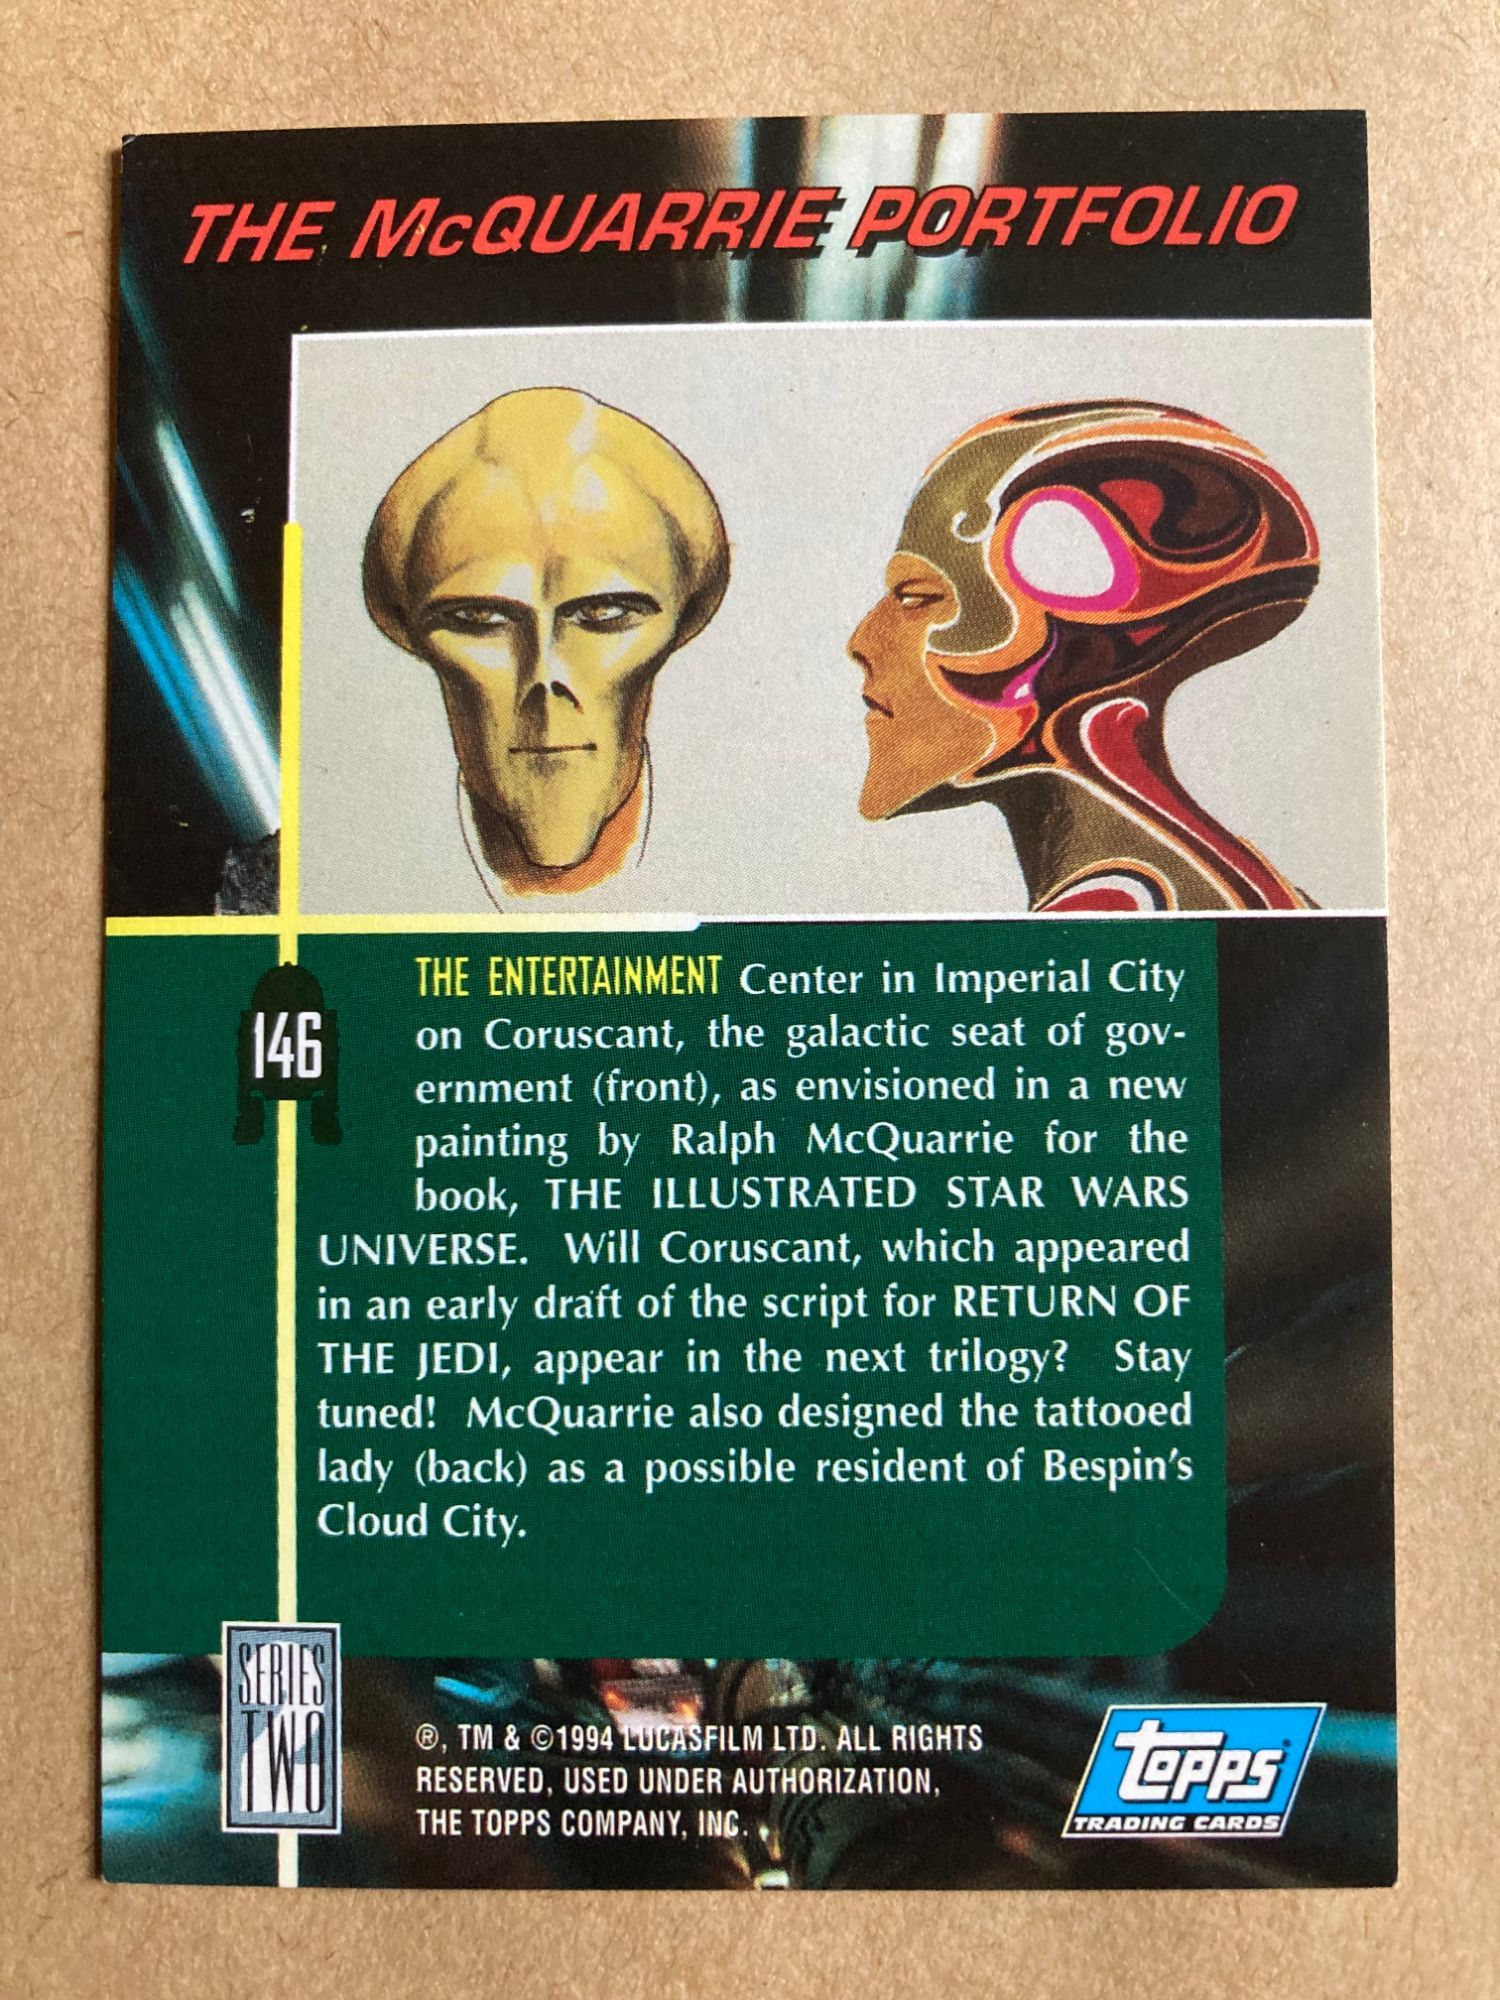 THE McQUARRIE PORTFOLIO
THE ENTERTAINMENT Center in Imperial City
on Coruscant, the galactic seat of gov-
ernment (front), as envisioned in a new
painting by Ralph McQuarrie for the
book, THE ILLUSTRATED STAR WARS
UNIVERSE. Will Coruscant, which appeared
in an early draft of the script for RETURN OF
THE JEDI, appear in the next trilogy? Stay
tuned! McQuarrie also designed the tattooed
lady (back) as a possible resident of Bespin's
Cloud City.
146
SERIES
TWO
2
®, TM & ©1994 LUCASFILM LTD. ALL RIGHTS
RESERVED, USED UNDER AUTHORIZATION,
THE TOPPS COMPANY, INC.
TOPPS
TRADING CARDS